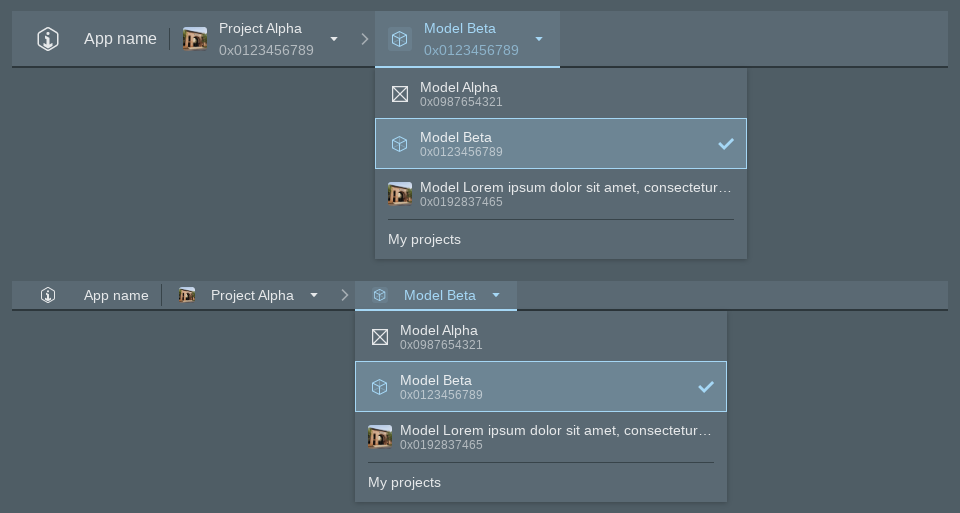 App name
Project Alpha
0x0123456789
Model Beta
0x0123456789
Model Alpha
0x0987654321
Model Beta
0x0123456789
Model Lorem ipsum dolor sit amet, consectetur…
0x0192837465
My projects
App name
Project Alpha
Model Beta
Model Alpha
0x0987654321
Model Beta
0x0123456789
Model Lorem ipsum dolor sit amet, consectetur…
0x0192837465
My projects